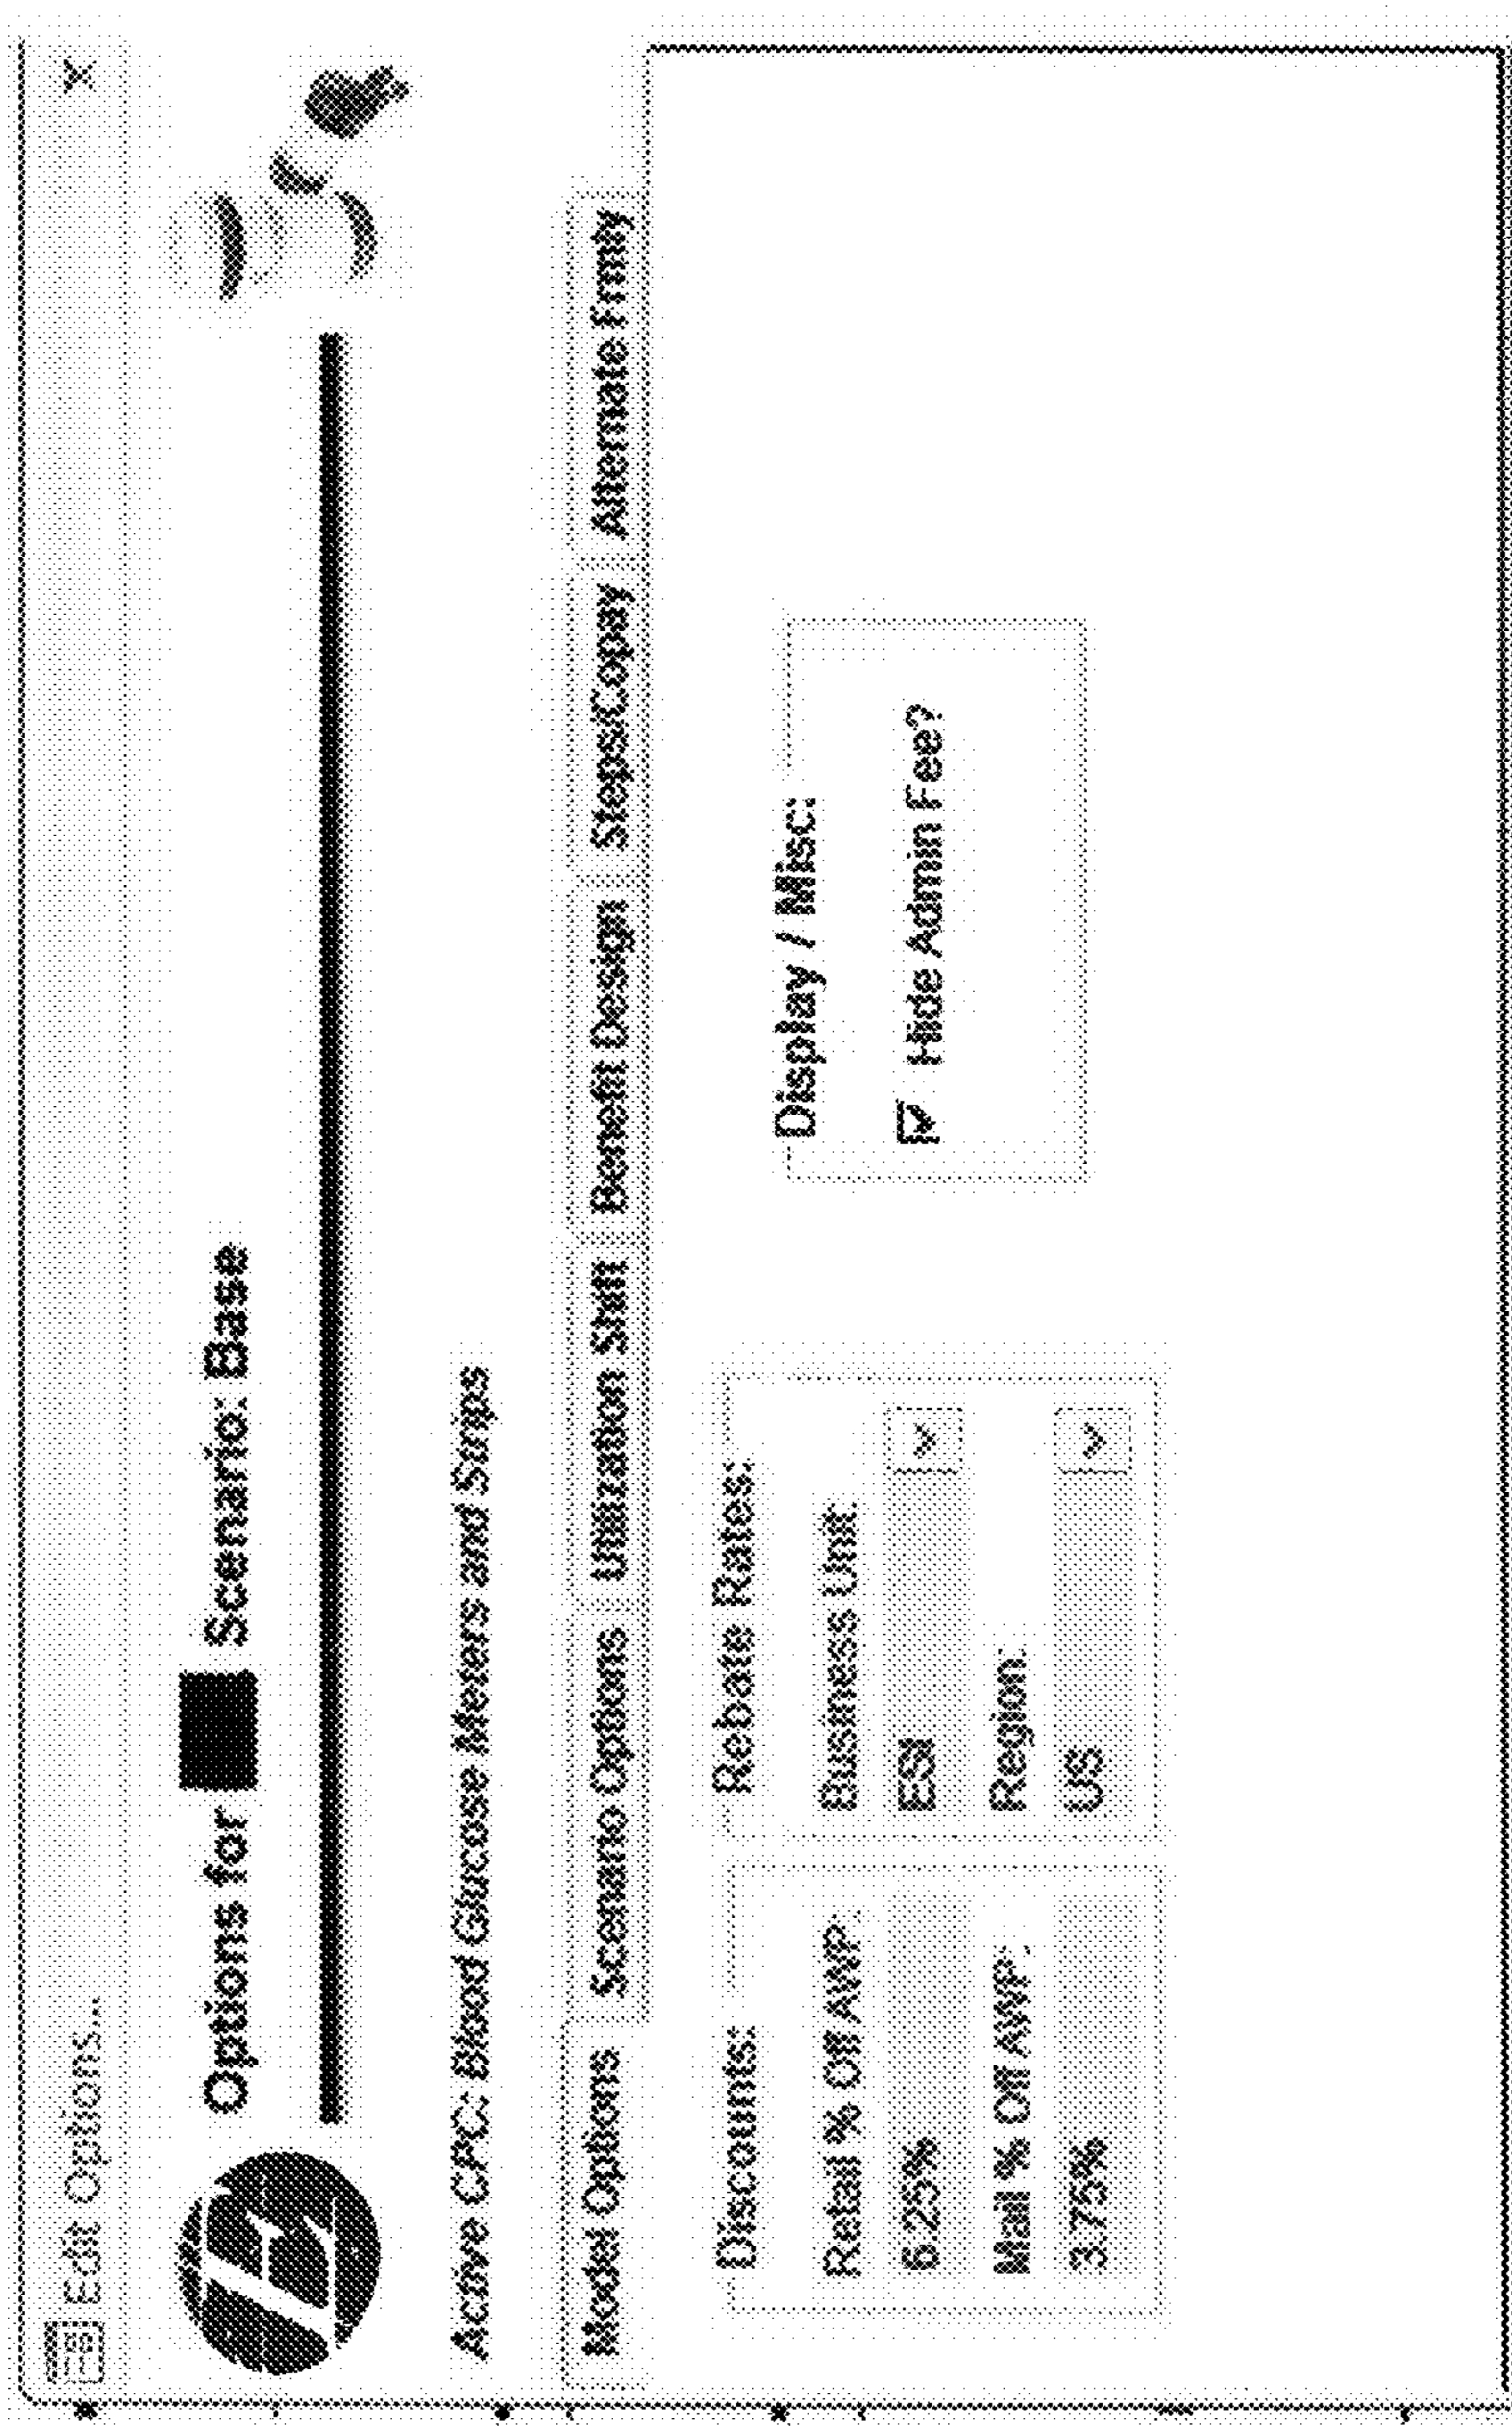 Edit Options...
Options for Scenario: Base
Active CPC: Blood Glucose Meters and Strips
Model Options Scenario Options Utilization Shift Benefit Design Steps/Copay Alternate Frmly
Discounts:
Retail % Off AWP:
6.25%
Mail % Off AWP:
3.75%
Rebate Rates:
Business Unit:
ESI
Region:
US
Display / Misc:
Hide Admin Fee?